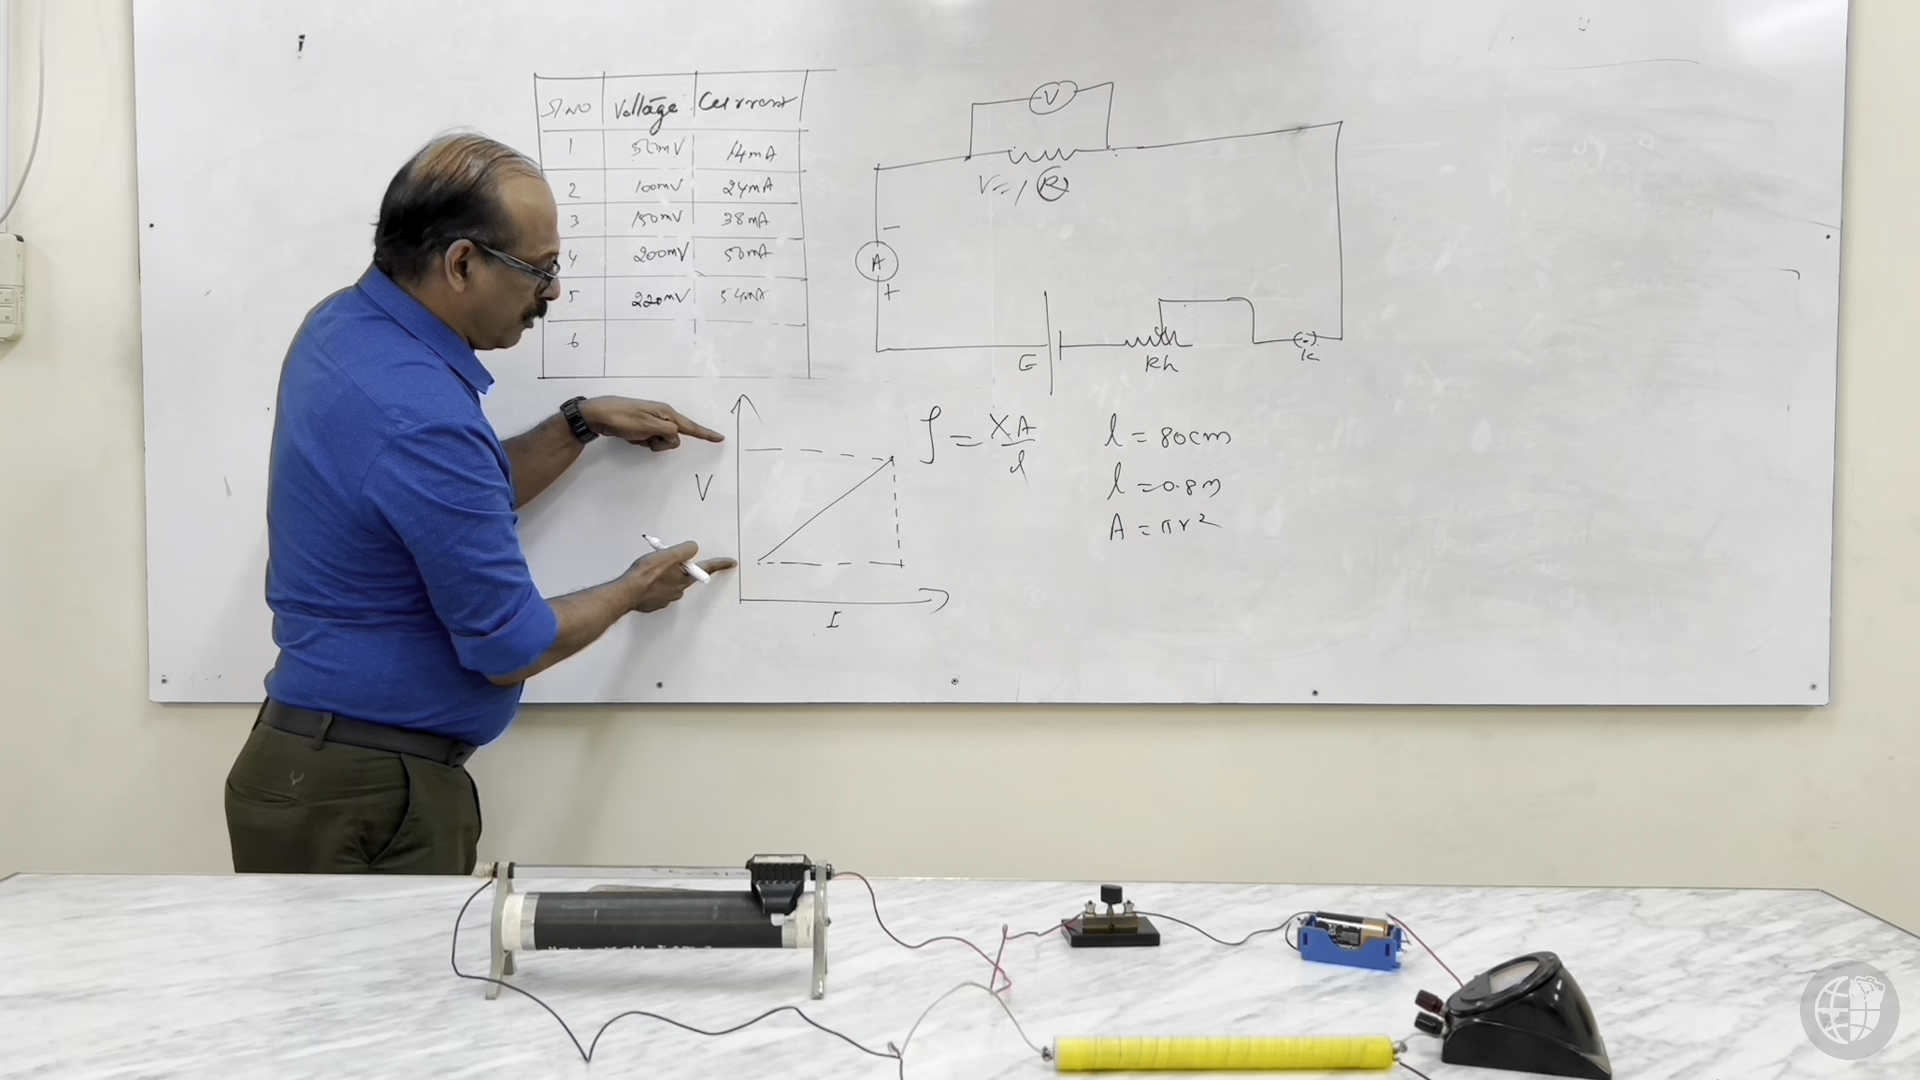 Sl NO Voltage Current
1 50mV 14mA
2 100mV 24mA
3 150mV 38mA
4 200mV 50mA
5 220mV 54mA
6
V
V = I R
-
A
+
E
Rh
K
V
I
ρ = XA/l
l = 80cm
l = 0.8m
A = πr²